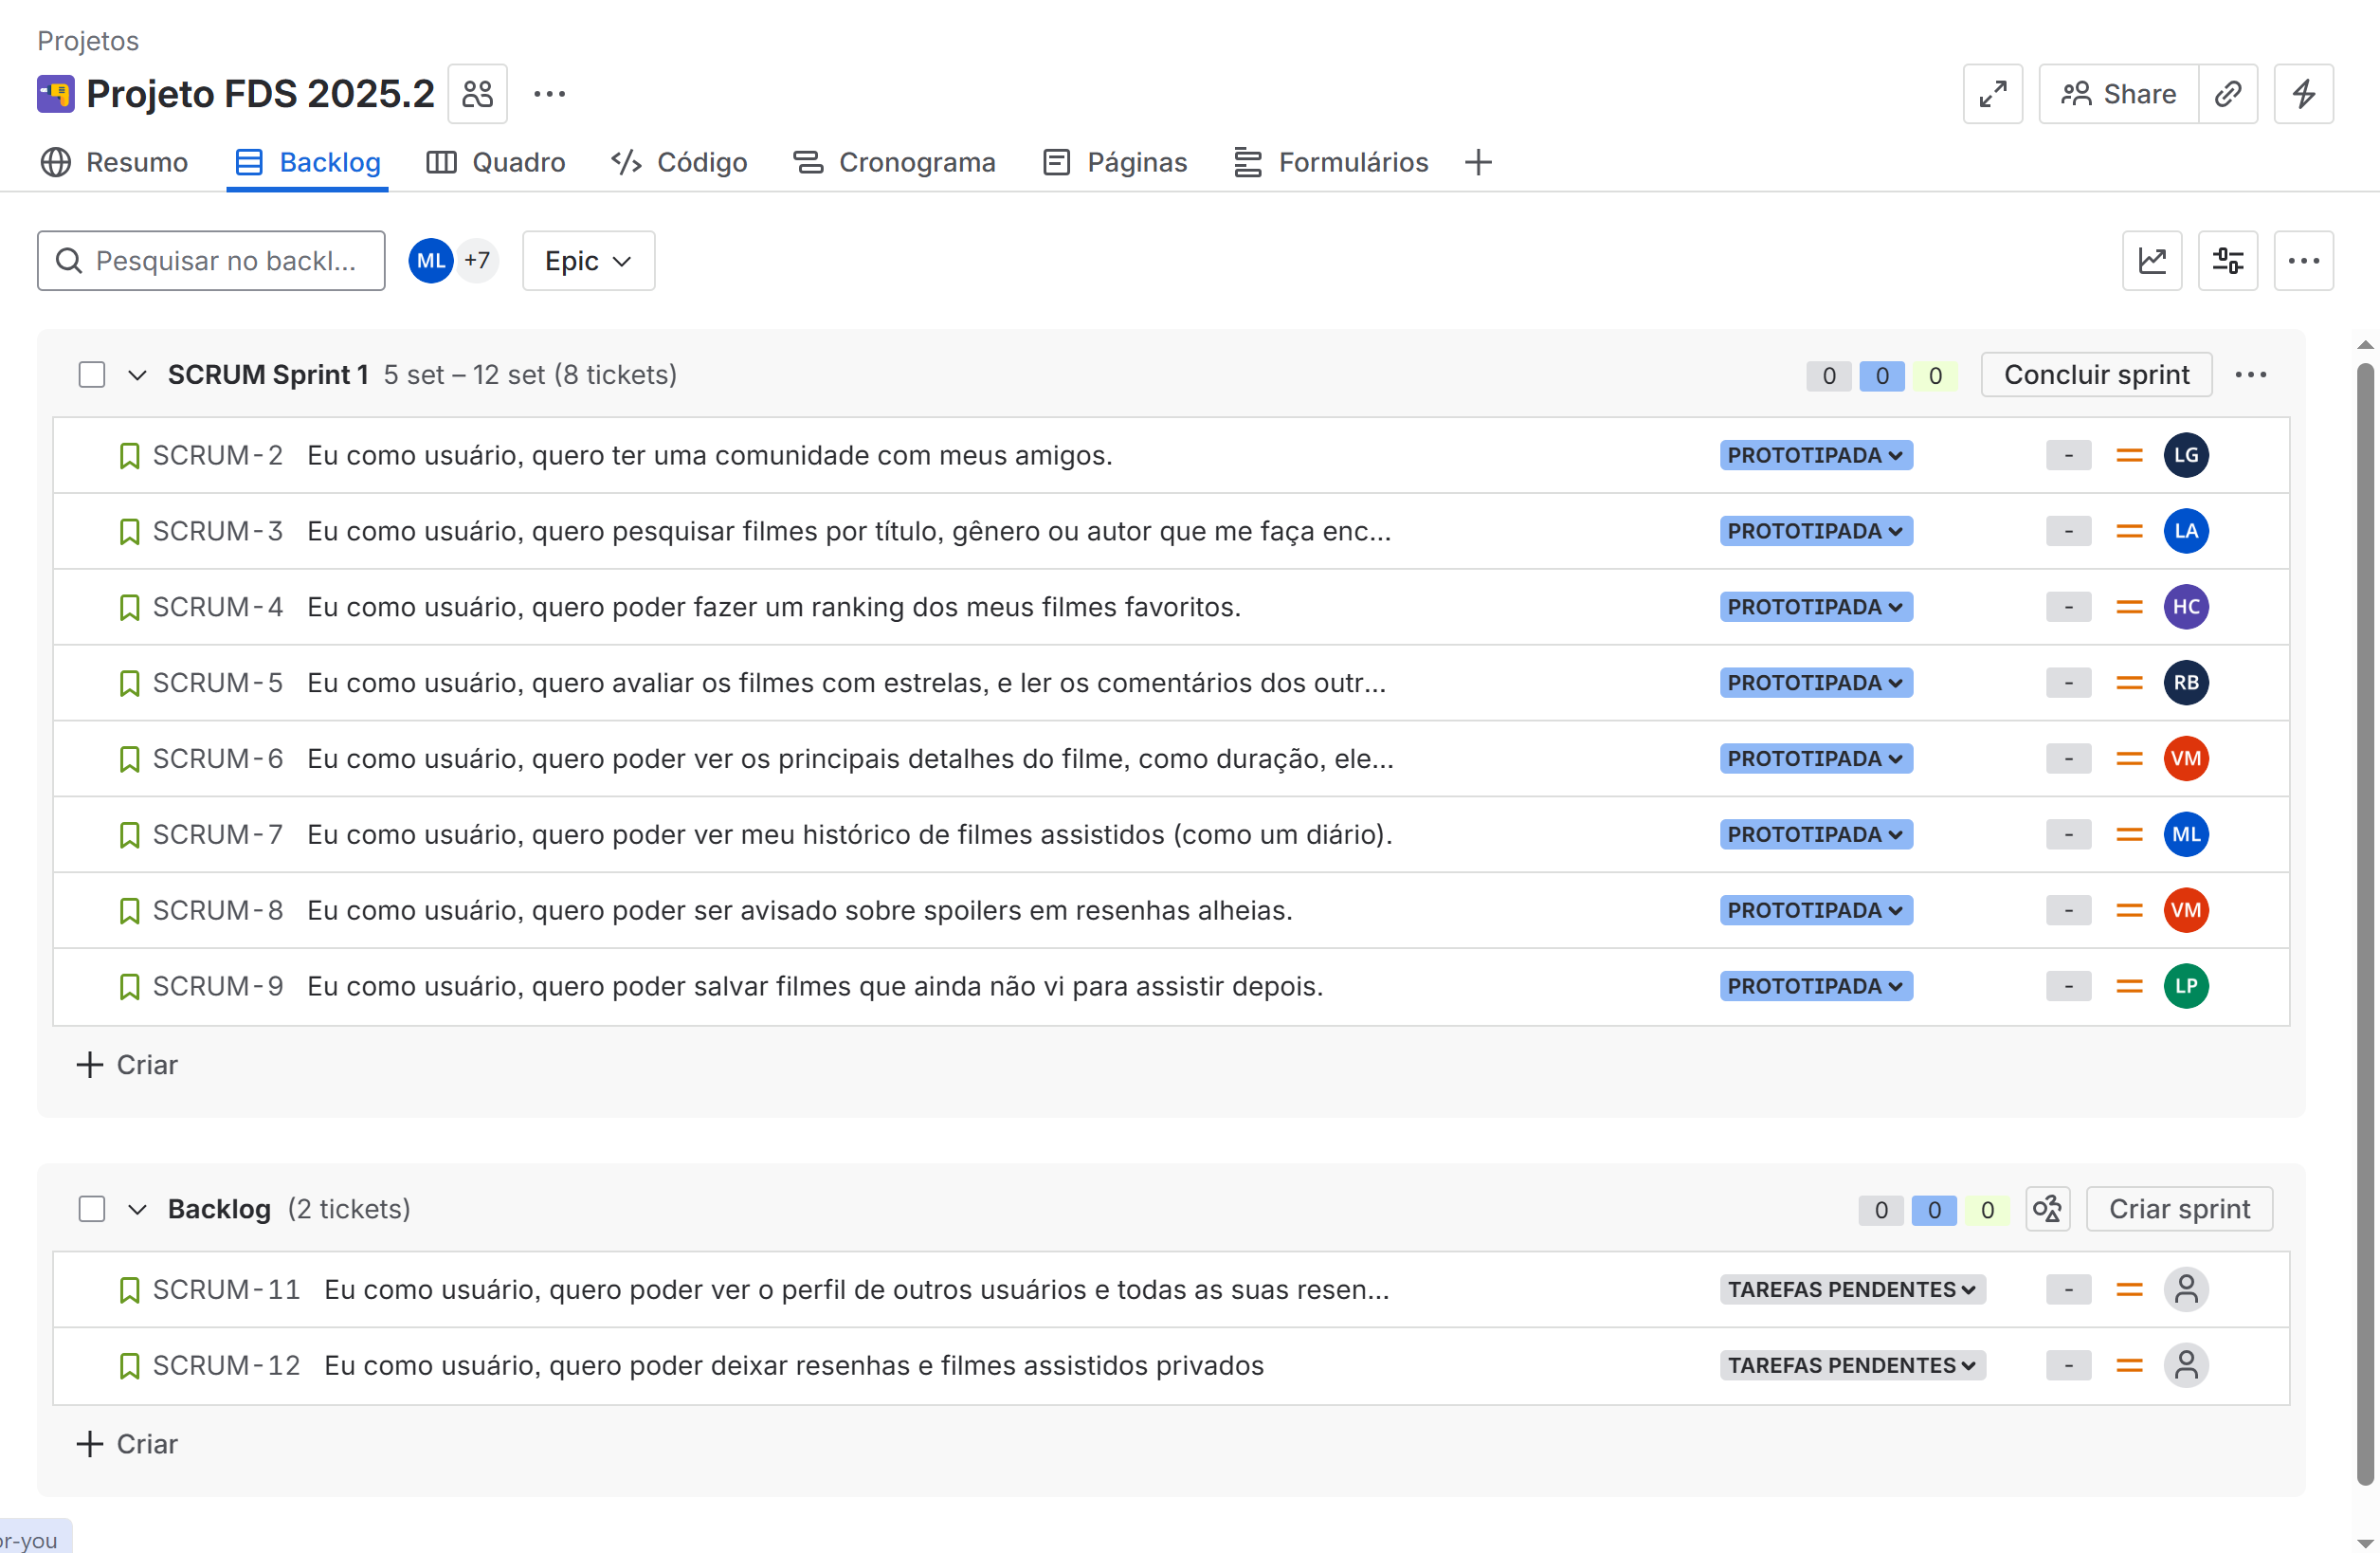 Projetos
Projeto FDS 2025.2
Share
Resumo Backlog Quadro Código Cronograma Páginas Formulários
Pesquisar no backl... ML +7 Epic
SCRUM Sprint 1 5 set – 12 set (8 tickets) 0 0 0 Concluir sprint
SCRUM-2 Eu como usuário, quero ter uma comunidade com meus amigos. PROTOTIPADA - LG
SCRUM-3 Eu como usuário, quero pesquisar filmes por título, gênero ou autor que me faça enc... PROTOTIPADA - LA
SCRUM-4 Eu como usuário, quero poder fazer um ranking dos meus filmes favoritos. PROTOTIPADA - HC
SCRUM-5 Eu como usuário, quero avaliar os filmes com estrelas, e ler os comentários dos outr... PROTOTIPADA - RB
SCRUM-6 Eu como usuário, quero poder ver os principais detalhes do filme, como duração, ele... PROTOTIPADA - VM
SCRUM-7 Eu como usuário, quero poder ver meu histórico de filmes assistidos (como um diário). PROTOTIPADA - ML
SCRUM-8 Eu como usuário, quero poder ser avisado sobre spoilers em resenhas alheias. PROTOTIPADA - VM
SCRUM-9 Eu como usuário, quero poder salvar filmes que ainda não vi para assistir depois. PROTOTIPADA - LP
Criar
Backlog (2 tickets) 0 0 0 Criar sprint
SCRUM-11 Eu como usuário, quero poder ver o perfil de outros usuários e todas as suas resen... TAREFAS PENDENTES -
SCRUM-12 Eu como usuário, quero poder deixar resenhas e filmes assistidos privados TAREFAS PENDENTES -
Criar
or-you